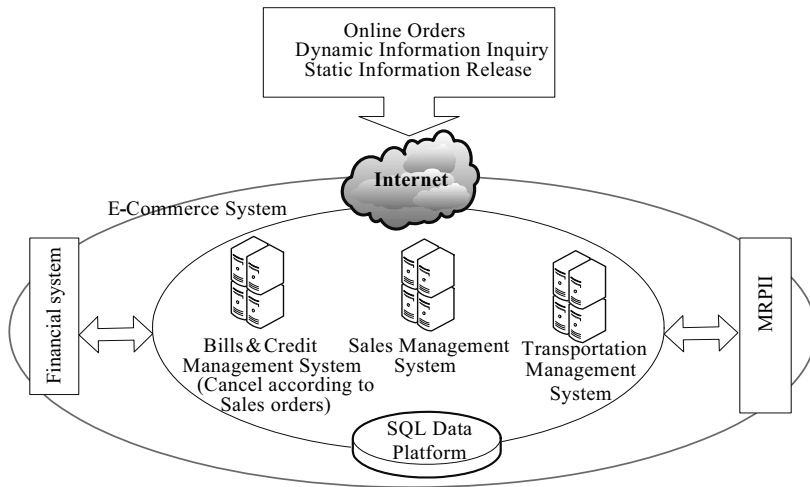 Online Orders
Dynamic Information Inquiry
Static Information Release
Internet
E-Commerce System
Financial system
Bills & Credit
Management System
(Cancel according to
Sales orders)
Sales Management
System
Transportation
Management
System
MRPII
SQL Data
Platform